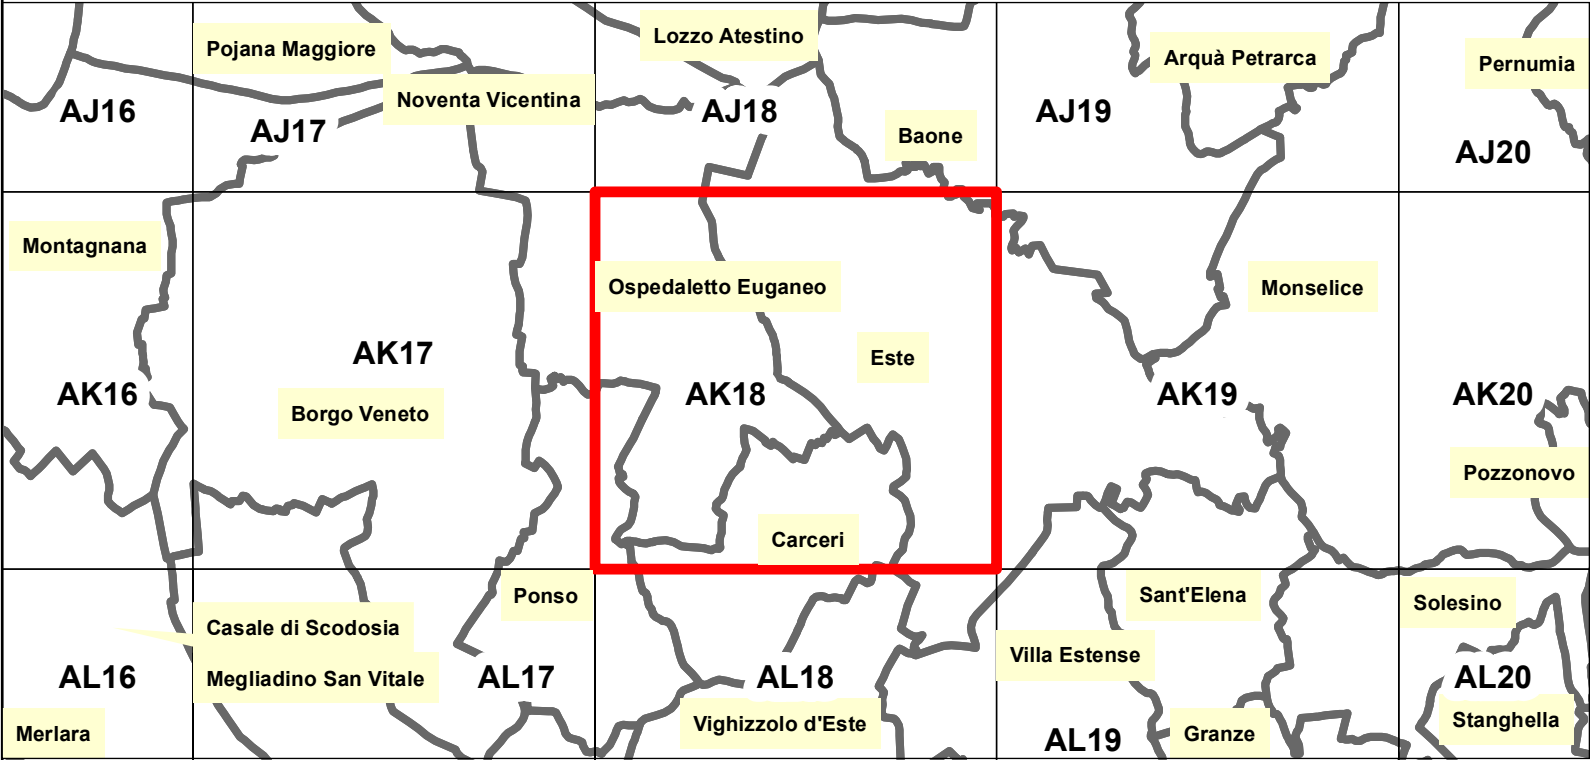 Pojana Maggiore
Lozzo Atestino
Arquà Petrarca
Pernumia
Noventa Vicentina
AJ16
AJ17
AJ18
AJ19
AJ20
Baone
Montagnana
Ospedaletto Euganeo
Monselice
AK17
Este
AK16
AK18
AK19
AK20
Borgo Veneto
Pozzonovo
Carceri
Ponso
Sant'Elena
Solesino
Casale di Scodosia
Villa Estense
AL16
Megliadino San Vitale
AL17
AL18
AL20
Merlara
Vighizzolo d'Este
AL19
Granze
Stanghella